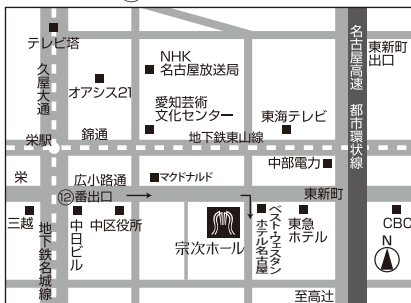 テレビ塔
久屋大通
オアシス21
NHK
名古屋放送局
愛知芸術
文化センター
東海テレビ
名古屋高速 都市環状線
東新町
出口
栄駅
錦通
地下鉄東山線
中部電力
栄
広小路通
マクドナルド
東新町
⑫番出口
三越
地下鉄名城線
中日ビル
中区役所
宗次ホール
ベスト・ウェスタン
ホテル名古屋
東急
ホテル
CBC
N
至高辻